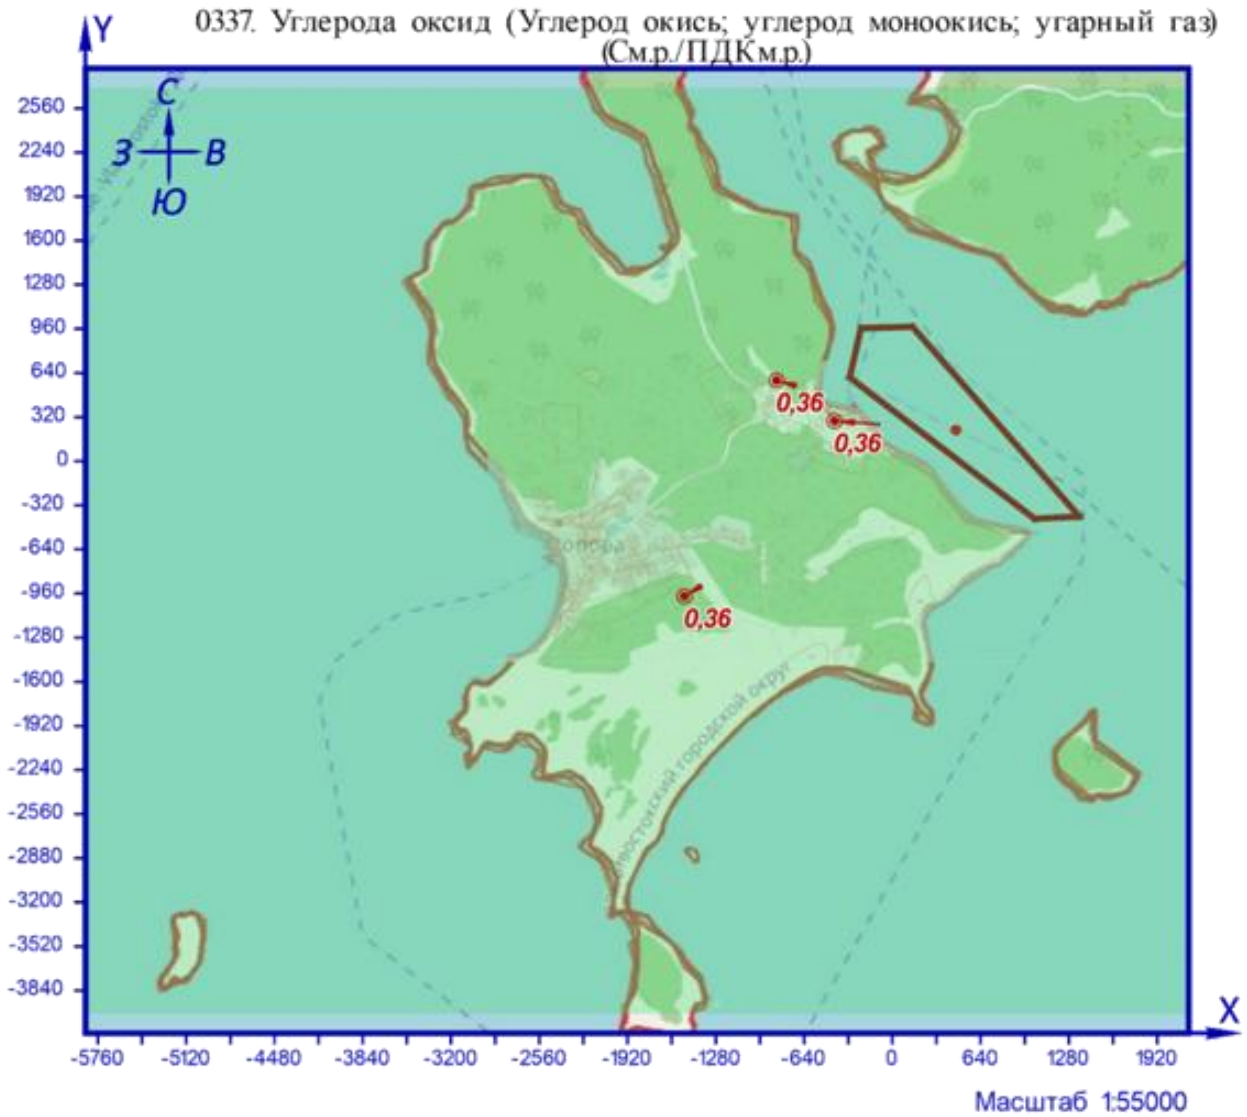 0337. Углерода оксид (Углерод окись; углерод моноокись; угарный газ)
(См.р./ПДКм.р.)
Y
С
З В
Ю
2560
2240
1920
1600
1280
960
640
320
0
-320
-640
-960
-1280
-1600
-1920
-2240
-2560
-2880
-3200
-3520
-3840
0,36
0,36
0,36
городской округ
X
-5760 -5120 -4480 -3840 -3200 -2560 -1920 -1280 -640 0 640 1280 1920
Масштаб 1:55000